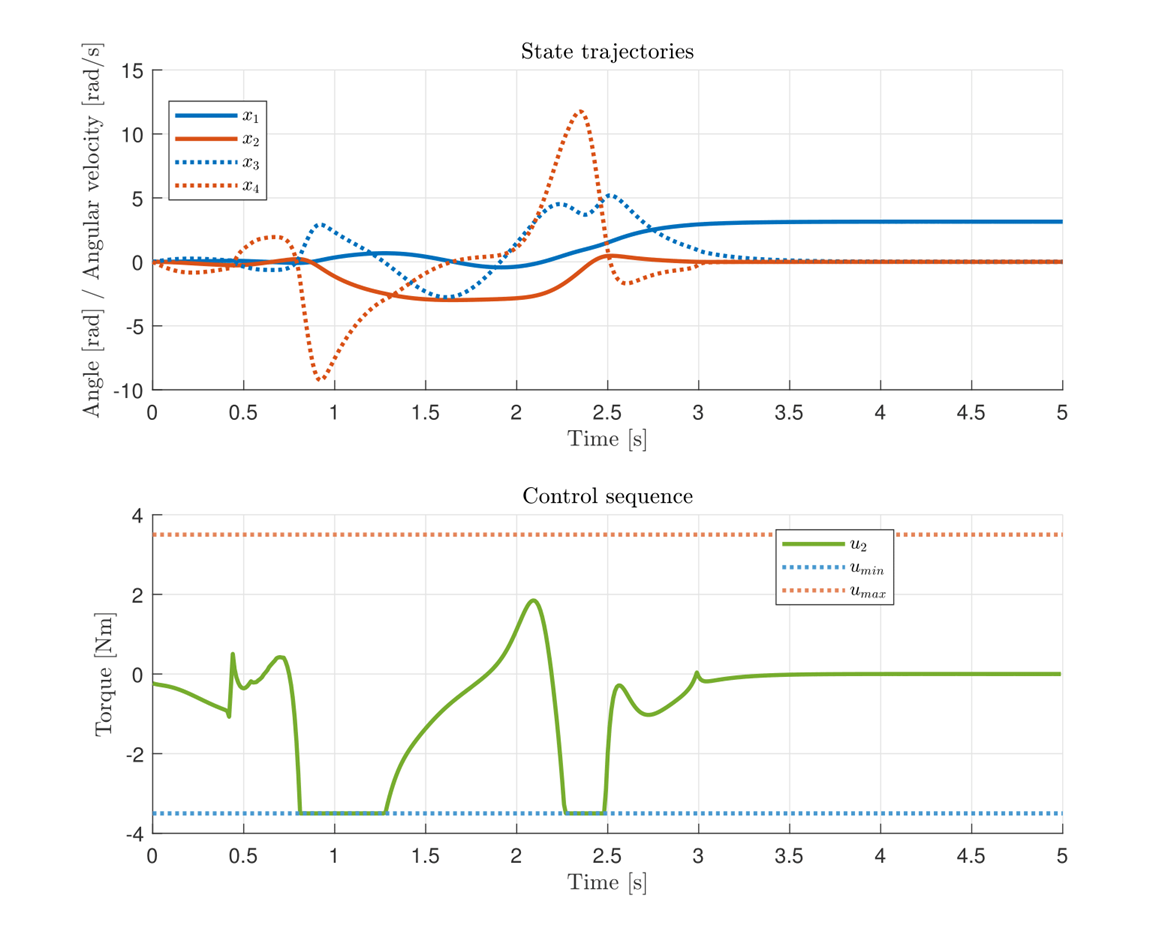 State trajectories
Angle [rad] / Angular velocity [rad/s]
15
10
5
0
-5
-10
x₁
x₂
x₃
x₄
0 0.5 1 1.5 2 2.5 3 3.5 4 4.5 5
Time [s]
Control sequence
Torque [Nm]
4
2
0
-2
-4
u₂
uₘᵢₙ
uₘₐₓ
0 0.5 1 1.5 2 2.5 3 3.5 4 4.5 5
Time [s]